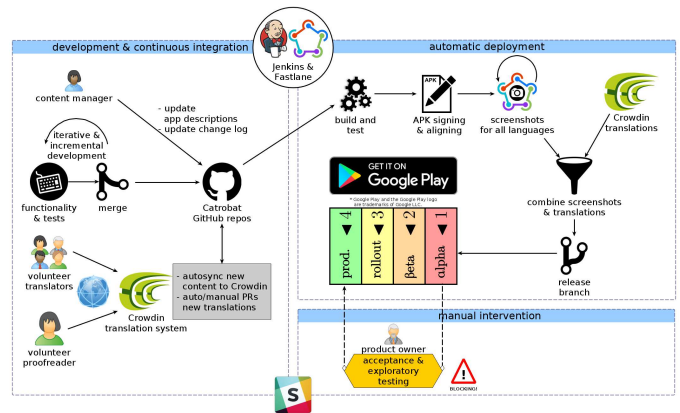 development & continuous integration
Jenkins &
Fastlane
automatic deployment
content manager
- update
app descriptions
- update change log
iterative &
incremental
development
functionality
& tests
merge
Catrobat
GitHub repos
volunteer
translators
Crowdin
translation system
- autosync new
content to Crowdin
- auto/manual PRs
new translations
volunteer
proofreader
build and
test
APK
APK signing
& aligning
screenshots
for all languages
Crowdin
translations
GET IT ON
Google Play
* Google Play and the Google Play logo
are trademarks of Google LLC.
combine screenshots
& translations
prod. ◀ 4
rollout ◀ 3
βeta ◀ 2
αlpha ◀ 1
release
branch
manual intervention
product owner
acceptance &
exploratory
testing
BLOCKING!
S